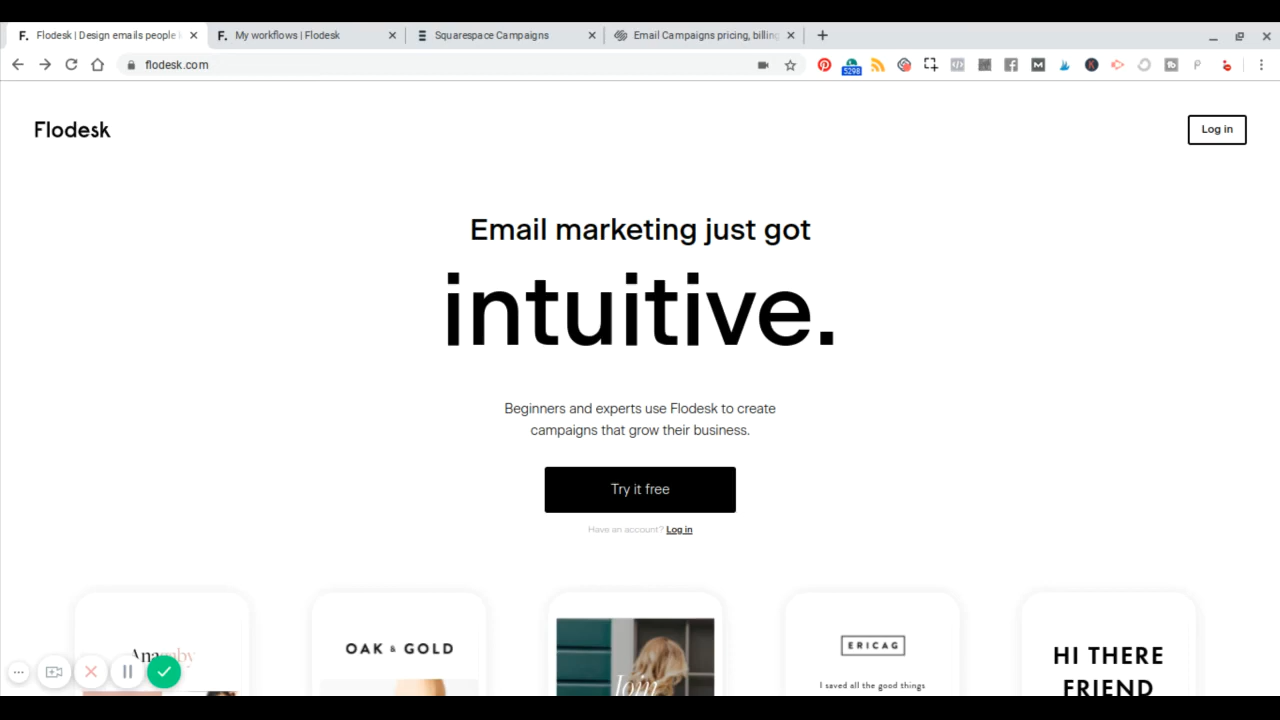 F. Flodesk | Design emails people i
F. My workflows | Flodesk
Squarespace Campaigns
Email Campaigns pricing, billing
flodesk.com
5298
Flodesk
Log in
Email marketing just got
intuitive.
Beginners and experts use Flodesk to create
campaigns that grow their business.
Try it free
Have an account? Log in
OAK & GOLD
Join
ERICAG
I saved all the good things
HI THERE
FRIEND